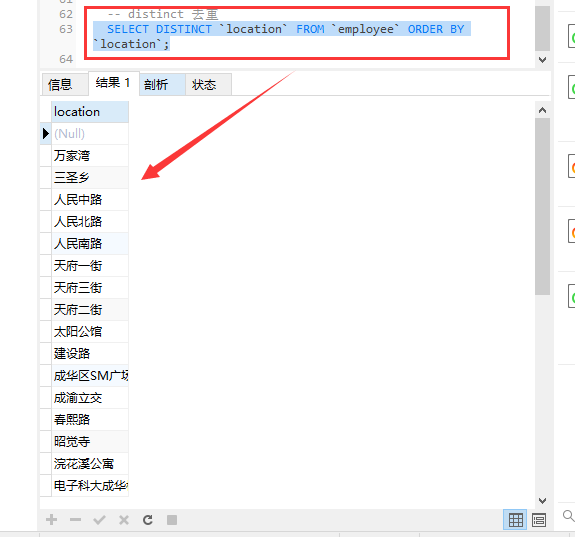 62
-- distinct 去重
63
SELECT DISTINCT `location` FROM `employee` ORDER BY
`location`;
64
信息 结果 1 剖析 状态
location
(Null)
万家湾
三圣乡
人民中路
人民北路
人民南路
天府一街
天府三街
天府二街
太阳公馆
建设路
成华区SM广场
成渝立交
春熙路
昭觉寺
浣花溪公寓
电子科大成华